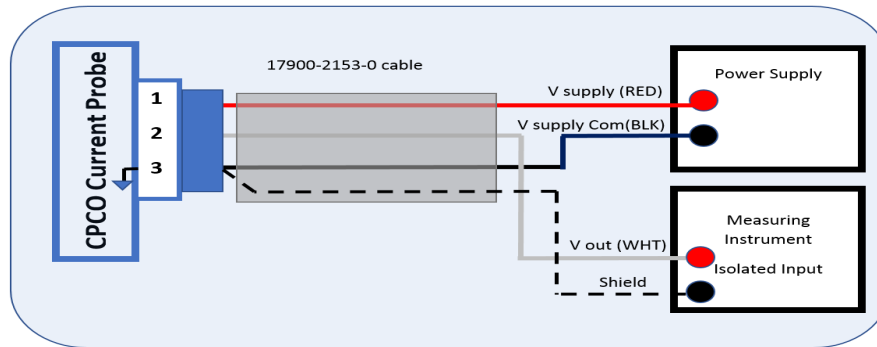 CPCO Current Probe
1
2
3
17900-2153-0 cable
V supply (RED)
V supply Com(BLK)
Power Supply
V out (WHT)
Shield
Measuring
Instrument
Isolated Input